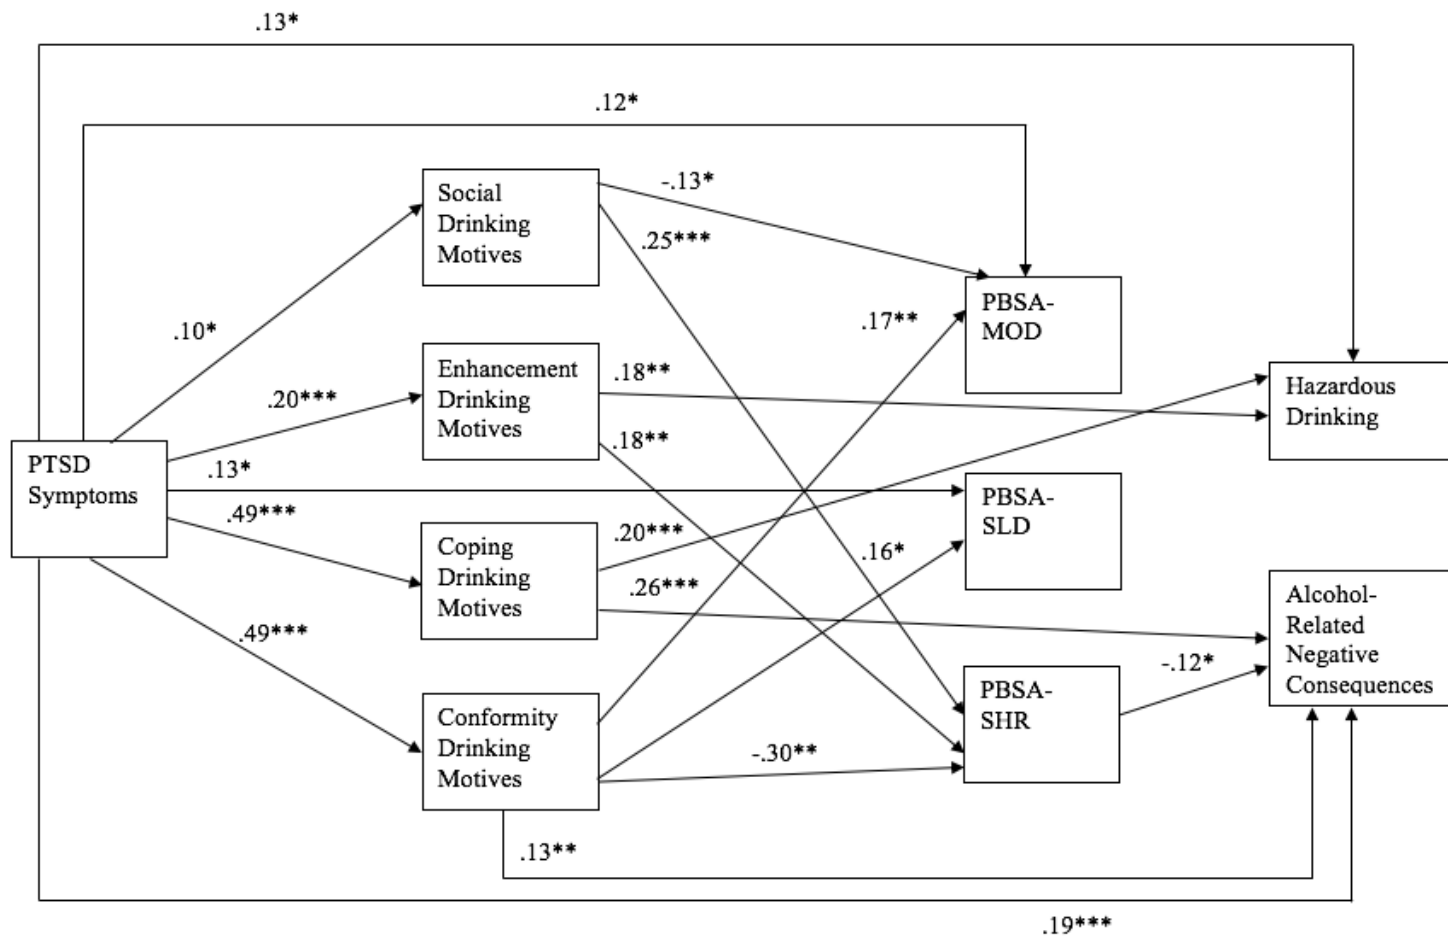 .13*
.12*
Social
Drinking
Motives
-.13*
.25***
PBSA-
MOD
.17**
.10*
Enhancement
Drinking
Motives
.18**
.18**
Hazardous
Drinking
.20***
.13*
PTSD
Symptoms
.49***
PBSA-
SLD
Coping
Drinking
Motives
.20***
.26***
.16*
Alcohol-
Related
Negative
Consequences
.49***
-.12*
PBSA-
SHR
Conformity
Drinking
Motives
-.30**
.13**
.19***